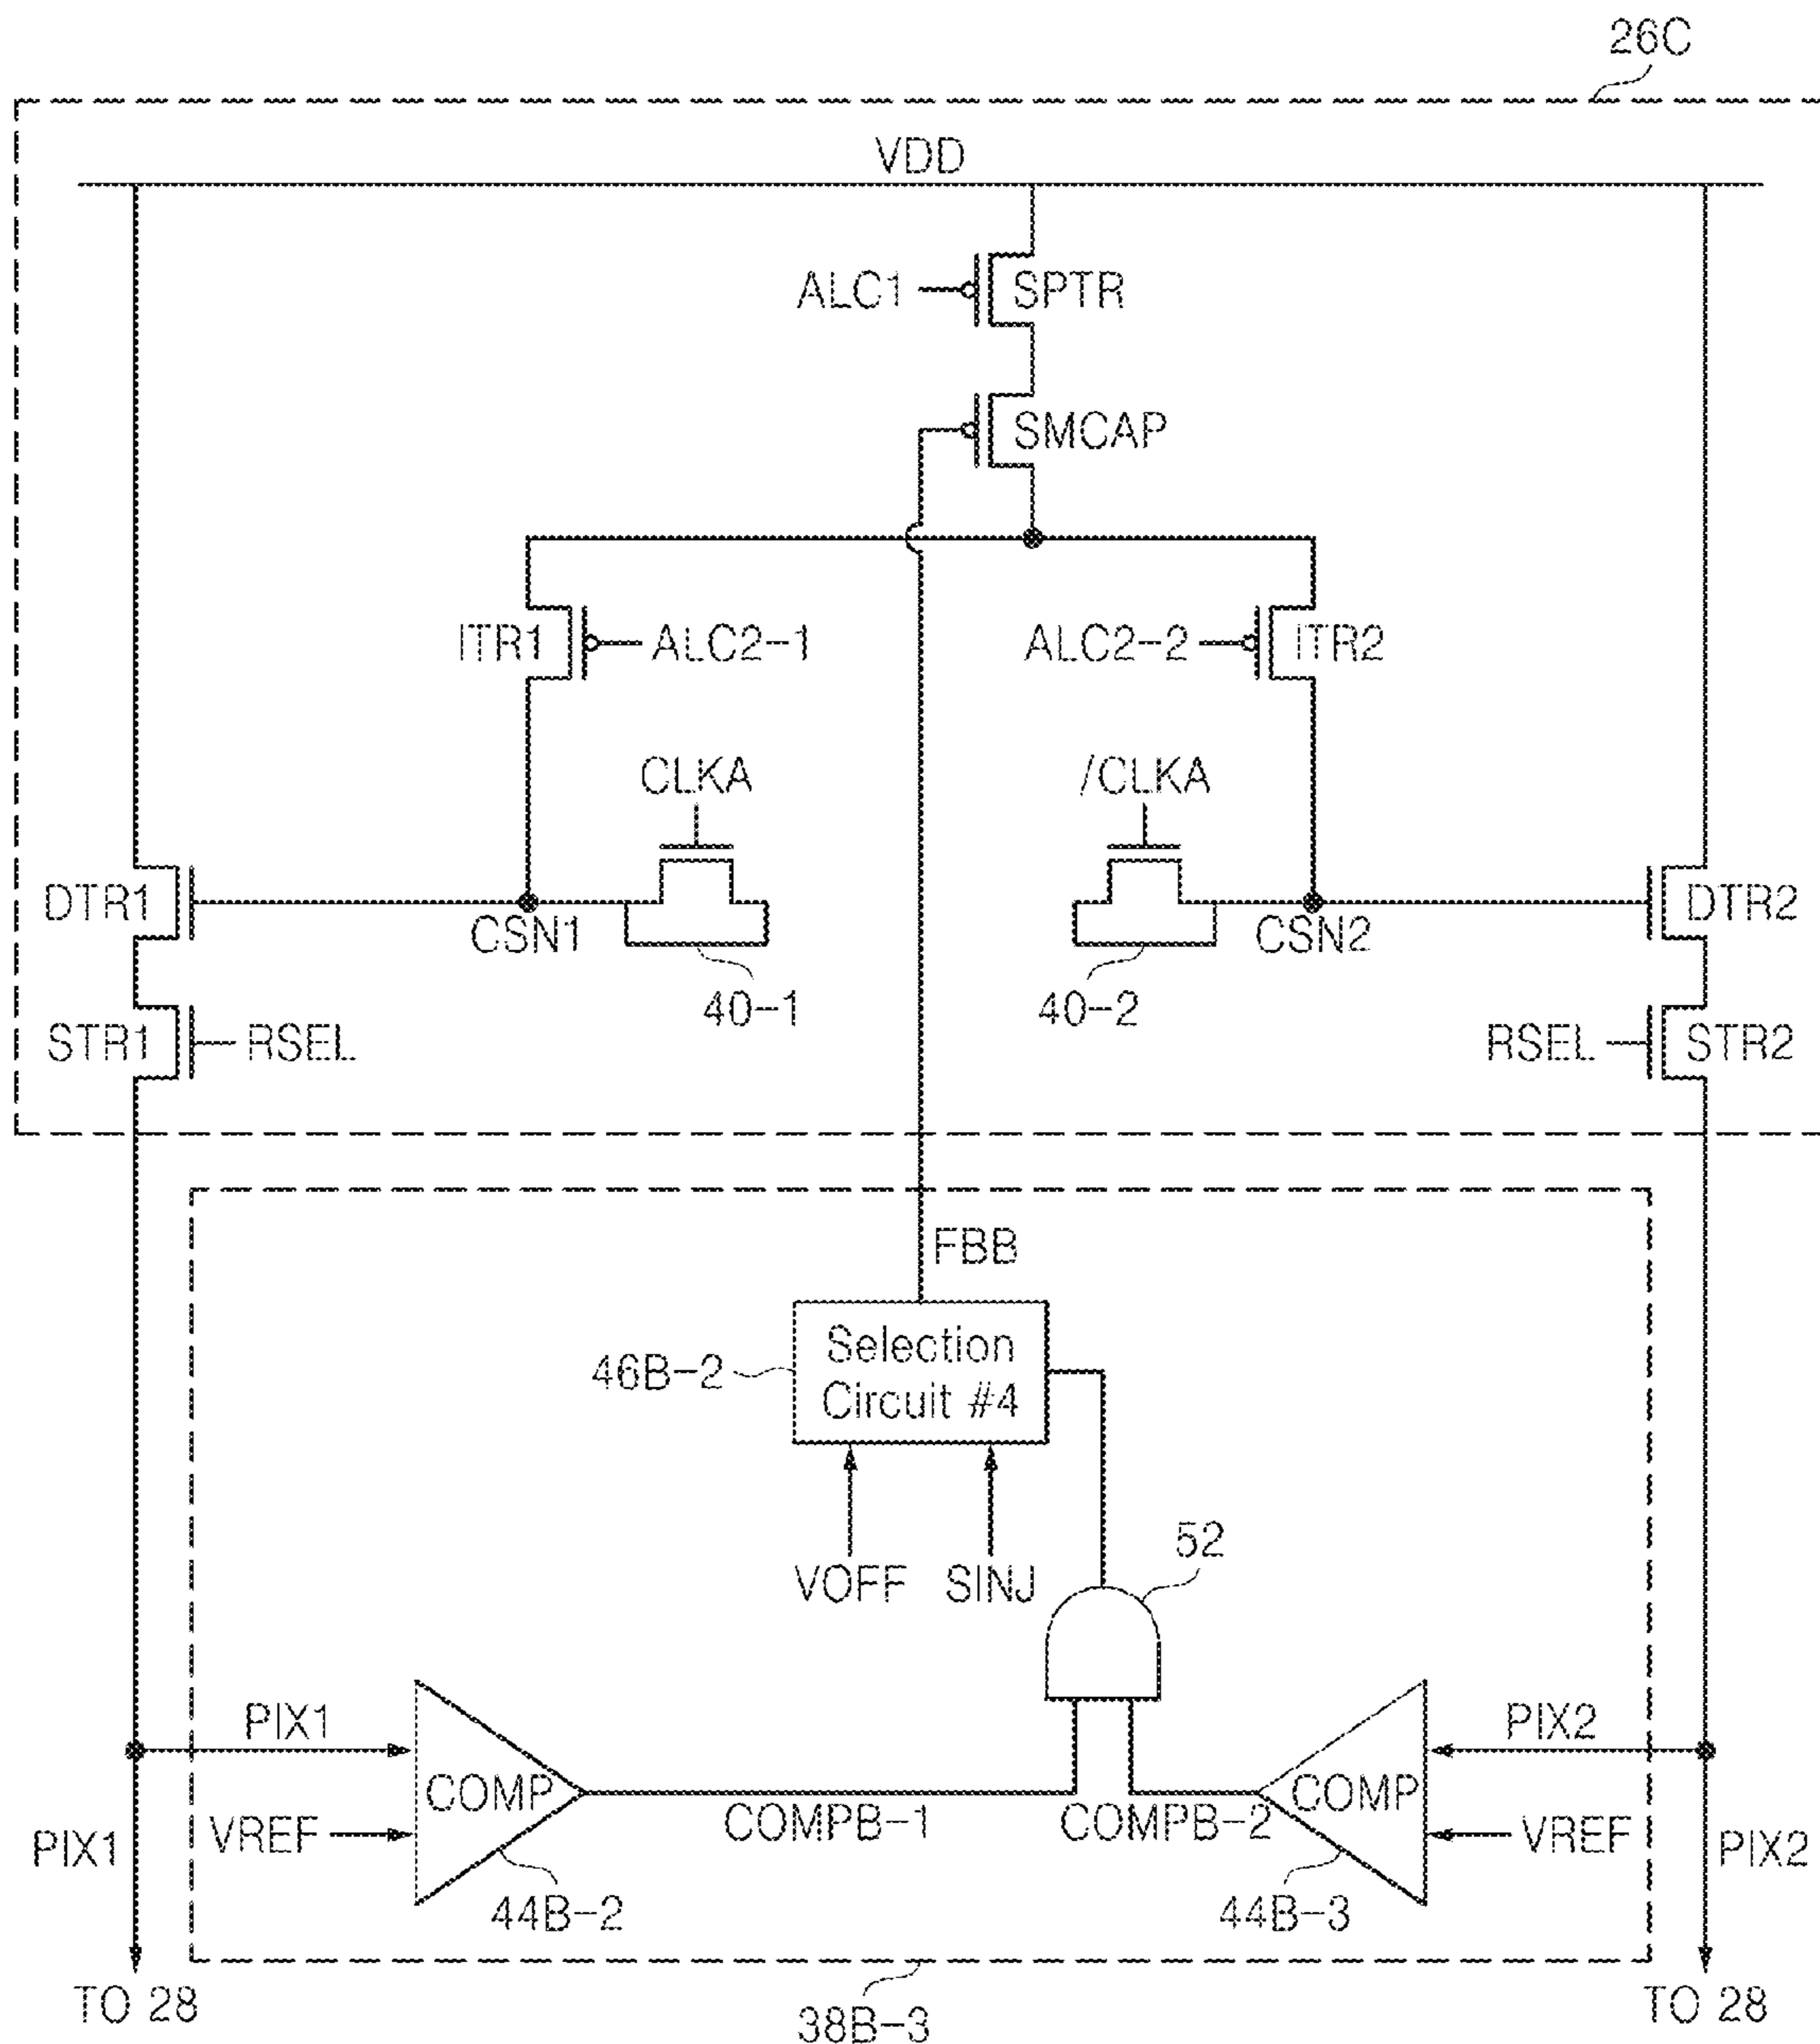 26C
VDD
ALC1
SPTR
SMCAP
ITR1
ALC2-1
ALC2-2
ITR2
CLKA
/CLKA
DTR1
CSN1
CSN2
DTR2
40-1
40-2
STR1
RSEL
RSEL
STR2
FBB
46B-2
Selection
Circuit #4
VOFF
SINJ
52
PIX1
PIX2
COMP
COMP
VREF
COMPB-1
COMPB-2
VREF
PIX1
PIX2
44B-2
44B-3
TO 28
TO 28
38B-3